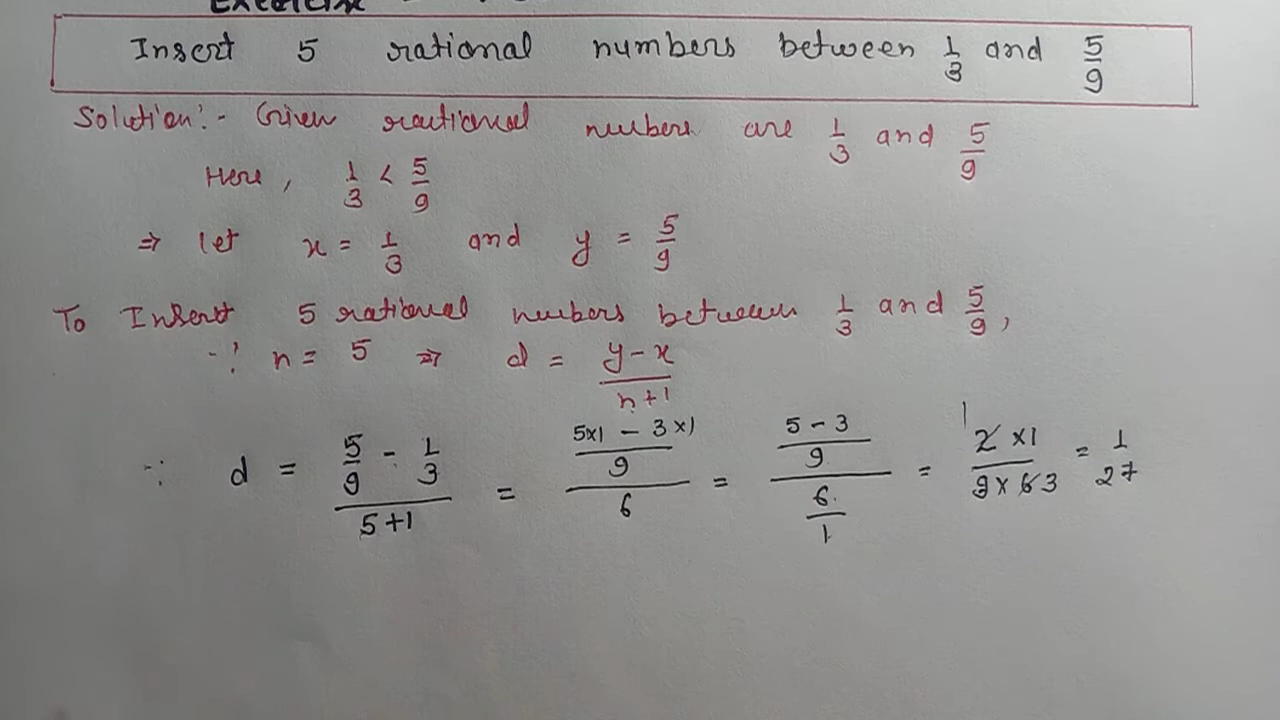 Exercise
Insert 5 rational numbers between 1/3 and 5/9
Solution:- Given rational numbers are 1/3 and 5/9
Here, 1/3 < 5/9
⇒ let x = 1/3 and y = 5/9
To Insert 5 rational numbers between 1/3 and 5/9,
∵ n = 5 ⇒ d = (y-x)/(n+1)
∵ d = (5/9 - 1/3)/(5+1) = ((5×1 - 3×1)/9)/6 = ((5-3)/9)/(6/1) = 1 (2×1)/(9×6 3) = 1/27